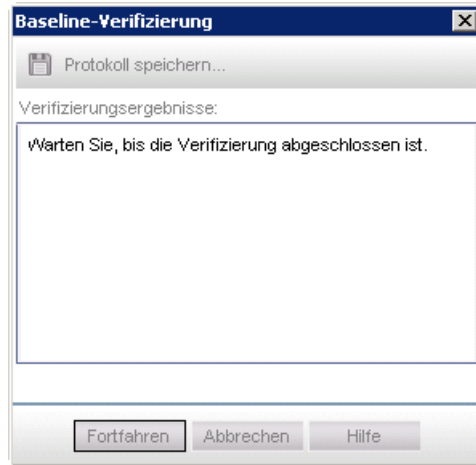 Baseline-Verifizierung
Protokoll speichern...
Verifizierungsergebnisse:
Warten Sie, bis die Verifizierung abgeschlossen ist.
Fortfahren Abbrechen Hilfe